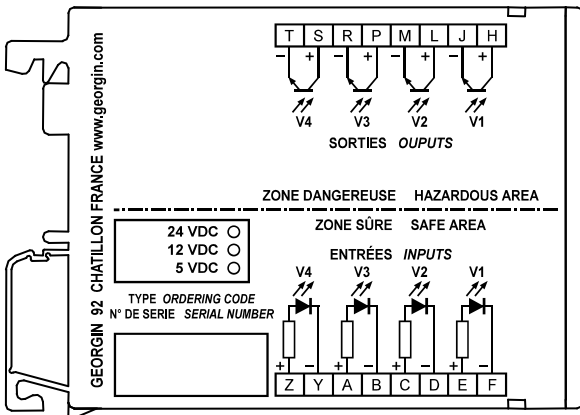 T S R P M L J H
− + − + − + − +
V4 V3 V2 V1
SORTIES OUPUTS
ZONE DANGEREUSE HAZARDOUS AREA
ZONE SÛRE SAFE AREA
ENTRÉES INPUTS
V4 V3 V2 V1
+ − + − + − + −
Z Y A B C D E F
24 VDC
12 VDC
5 VDC
TYPE ORDERING CODE
N° DE SERIE SERIAL NUMBER
GEORGIN 92 CHATILLON FRANCE www.georgin.com